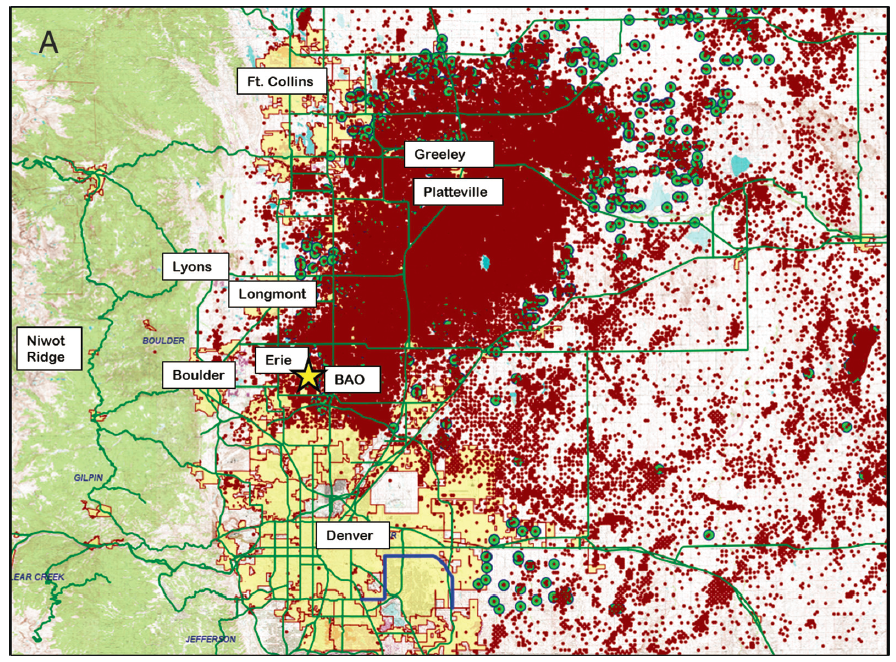 A
Ft. Collins
Greeley
Platteville
Lyons
Longmont
BOULDER
Niwot
Ridge
Erie
Boulder
BAO
GILPIN
Denver
R
EAR CREEK
JEFFERSON